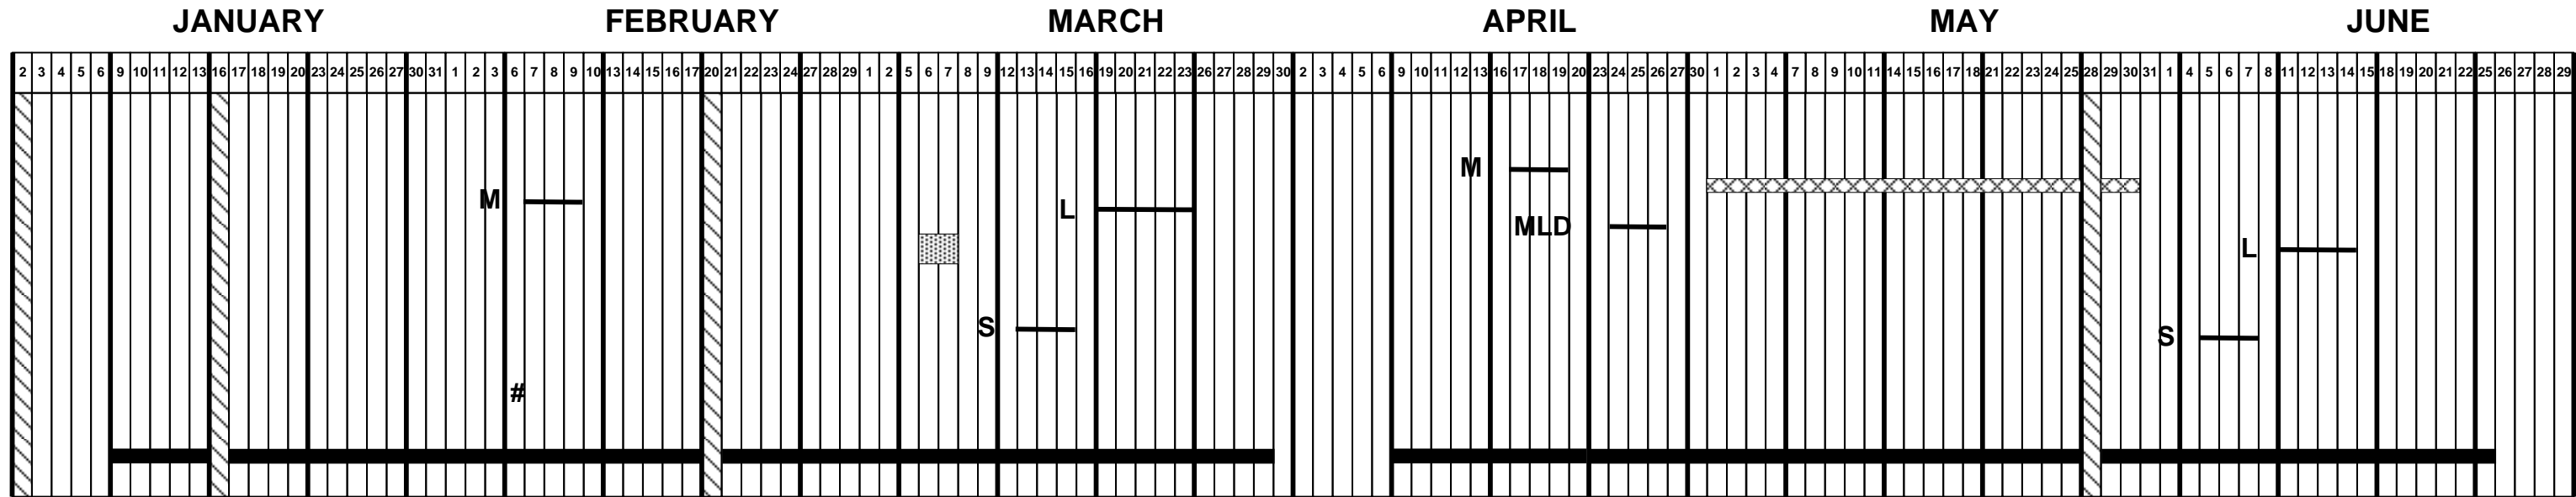 JANUARY FEBRUARY MARCH APRIL MAY JUNE
2 3 4 5 6 9 10 11 12 13 16 17 18 19 20 23 24 25 26 27 30 31 1 2 3 6 7 8 9 10 13 14 15 16 17 20 21 22 23 24 27 28 29 1 2 5 6 7 8 9 12 13 14 15 16 19 20 21 22 23 26 27 28 29 30 2 3 4 5 6 9 10 11 12 13 16 17 18 19 20 23 24 25 26 27 30 1 2 3 4 7 8 9 10 11 14 15 16 17 18 21 22 23 24 25 28 29 30 31 1 4 5 6 7 8 11 12 13 14 15 18 19 20 21 22 25 26 27 28 29
M
M L
MLD
L
S S
#